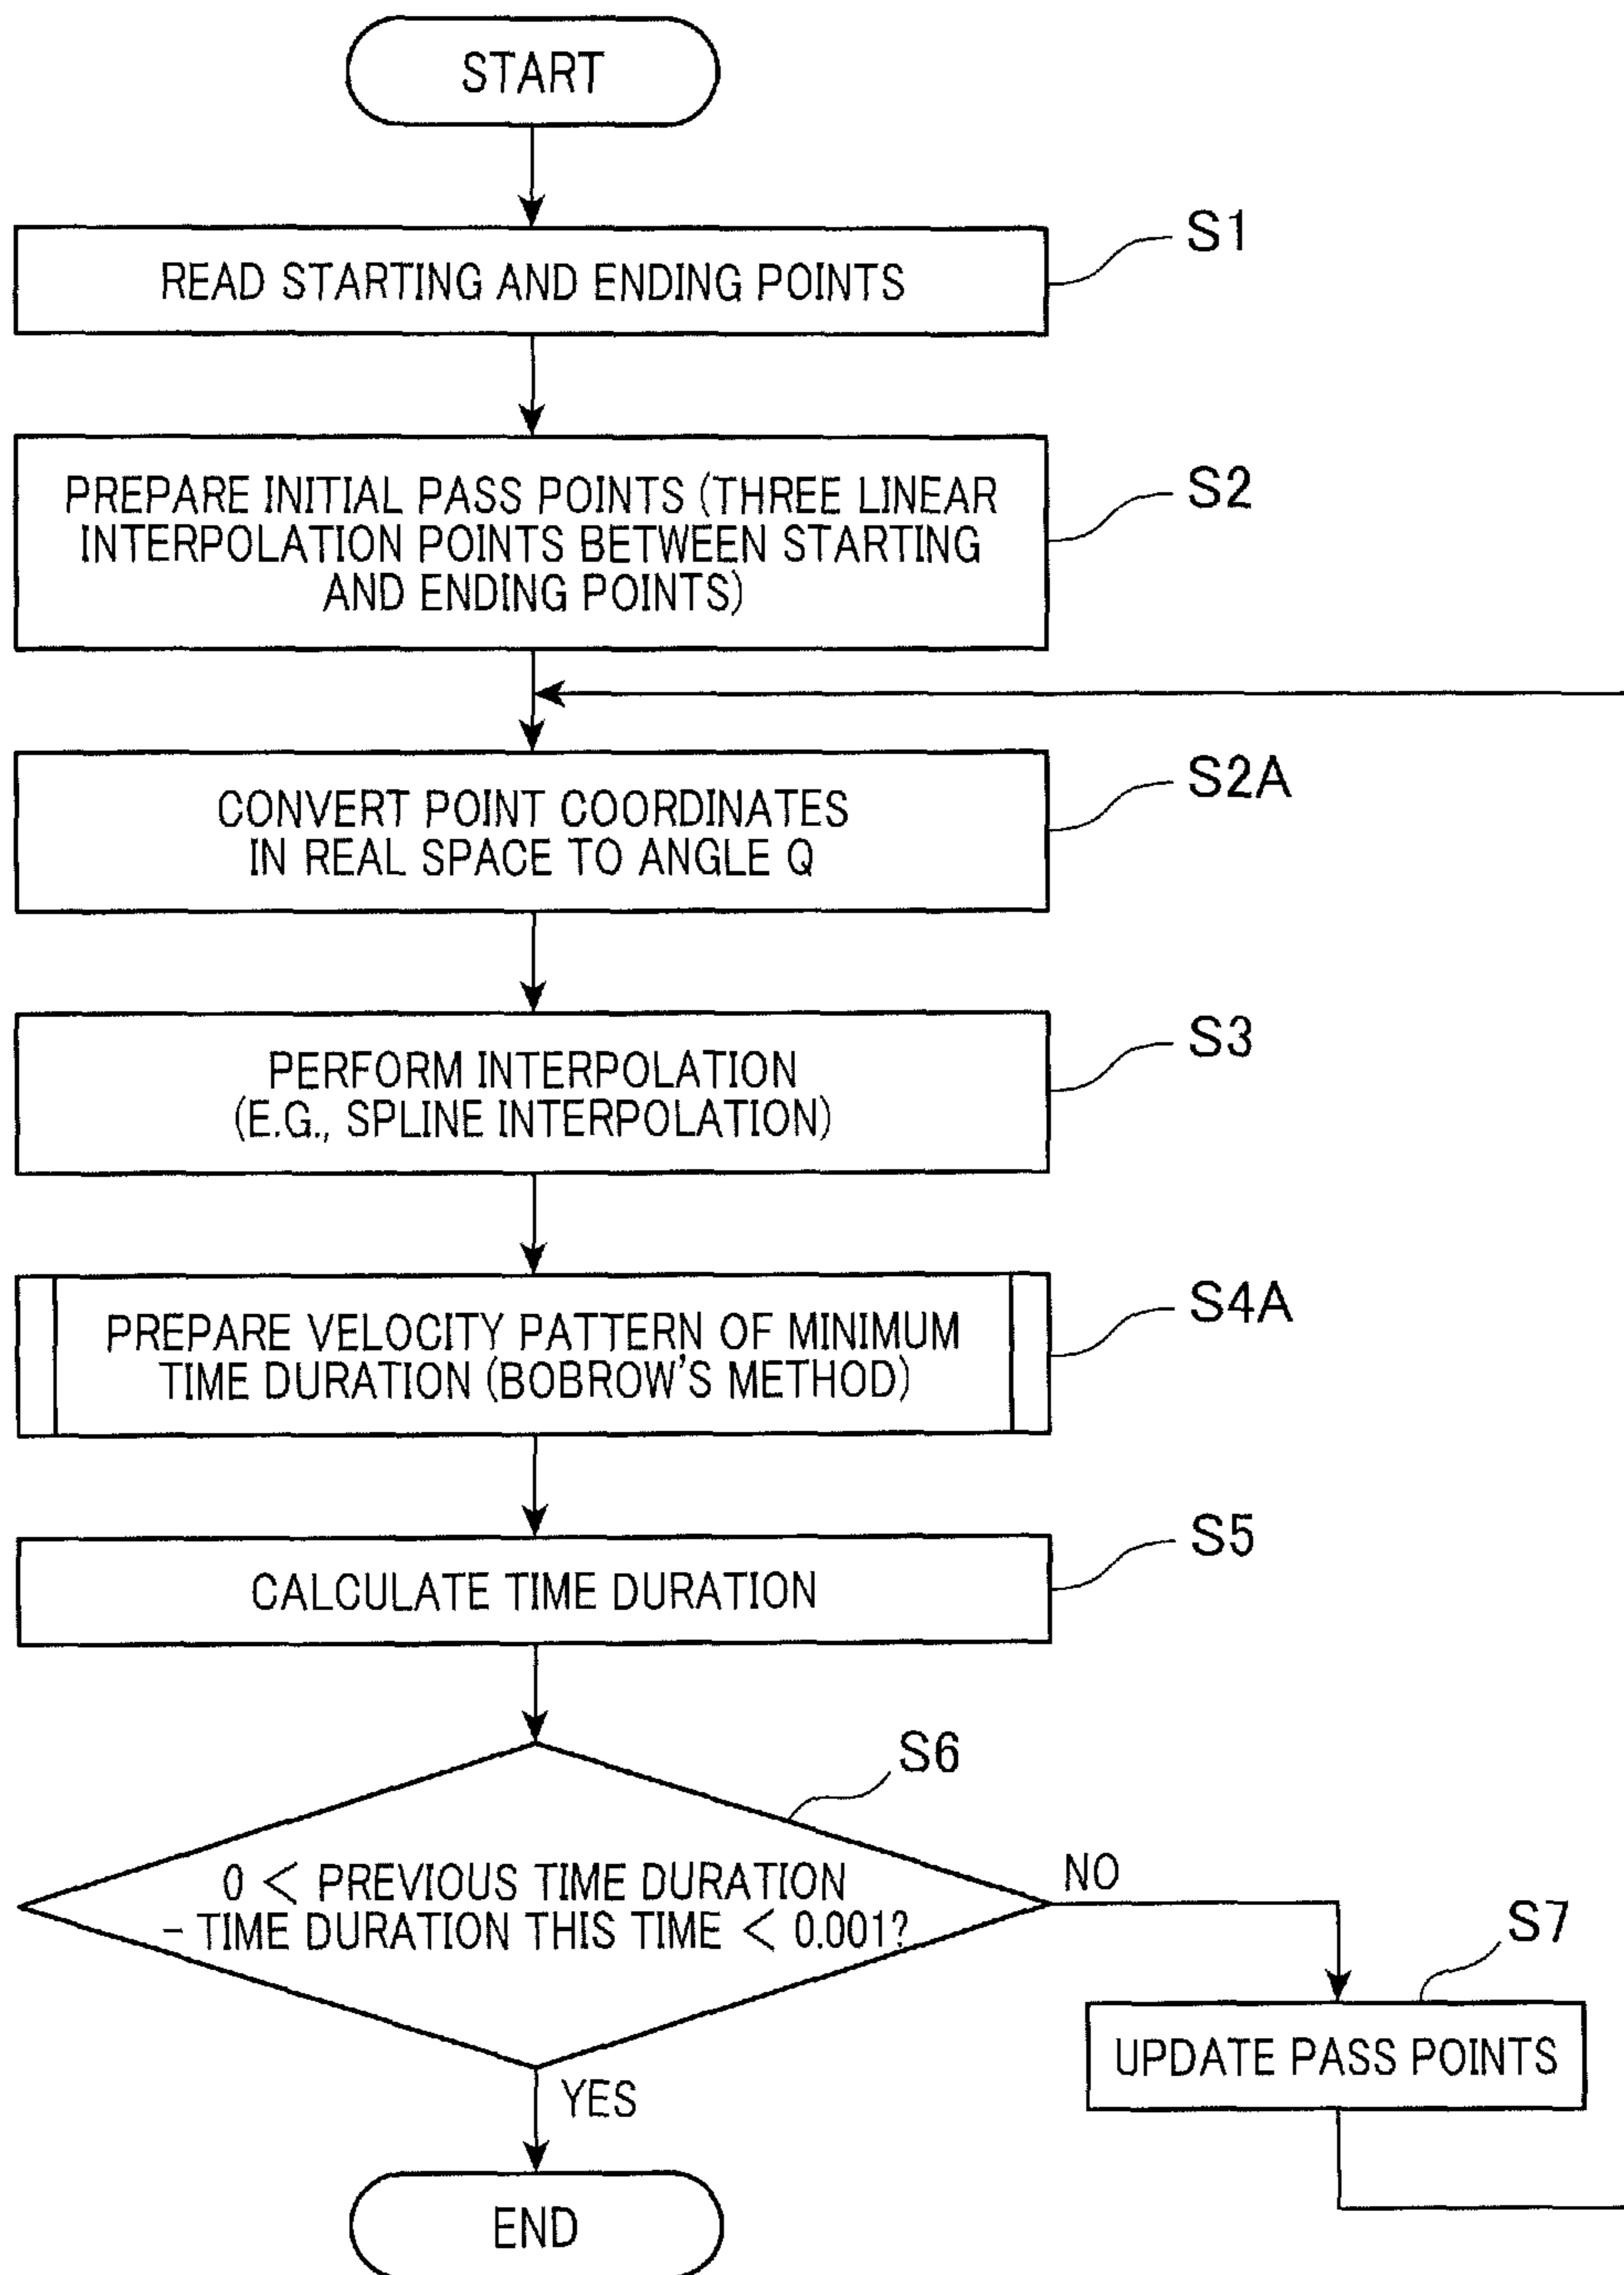 START
READ STARTING AND ENDING POINTS
S1
PREPARE INITIAL PASS POINTS (THREE LINEAR
INTERPOLATION POINTS BETWEEN STARTING
AND ENDING POINTS)
S2
CONVERT POINT COORDINATES
IN REAL SPACE TO ANGLE Q
S2A
PERFORM INTERPOLATION
(E.G., SPLINE INTERPOLATION)
S3
PREPARE VELOCITY PATTERN OF MINIMUM
TIME DURATION (BOBROW'S METHOD)
S4A
CALCULATE TIME DURATION
S5
S6
0 < PREVIOUS TIME DURATION
- TIME DURATION THIS TIME < 0.001?
NO
S7
UPDATE PASS POINTS
YES
END